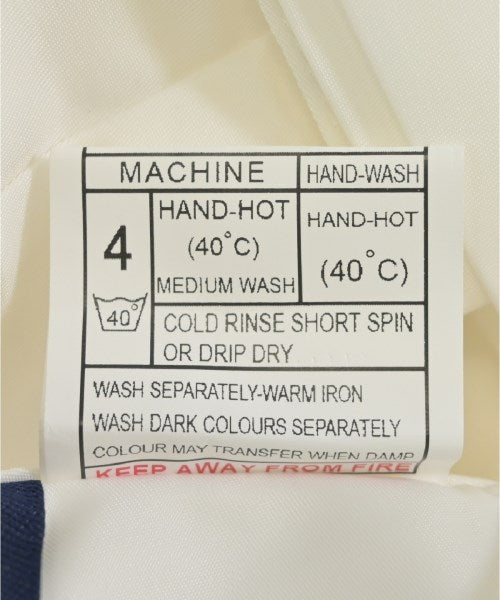 MACHINE
HAND-WASH
4
HAND-HOT
(40°C)
MEDIUM WASH
HAND-HOT
(40°C)
40°
COLD RINSE SHORT SPIN
OR DRIP DRY
WASH SEPARATELY-WARM IRON
WASH DARK COLOURS SEPARATELY
COLOUR MAY TRANSFER WHEN DAMP
KEEP AWAY FROM FIRE